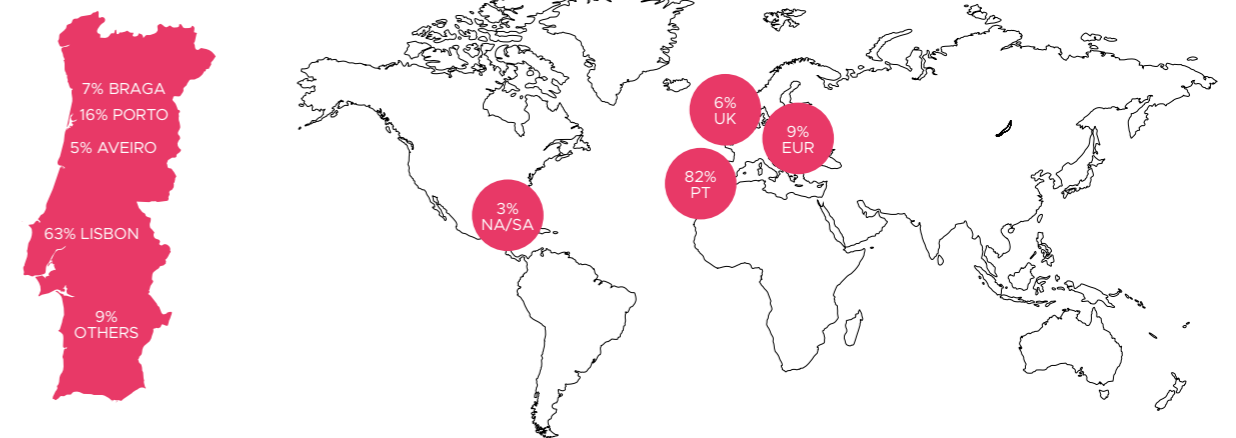 7% BRAGA
16% PORTO
5% AVEIRO
63% LISBON
9%
OTHERS
6%
UK
9%
EUR
82%
PT
3%
NA/SA